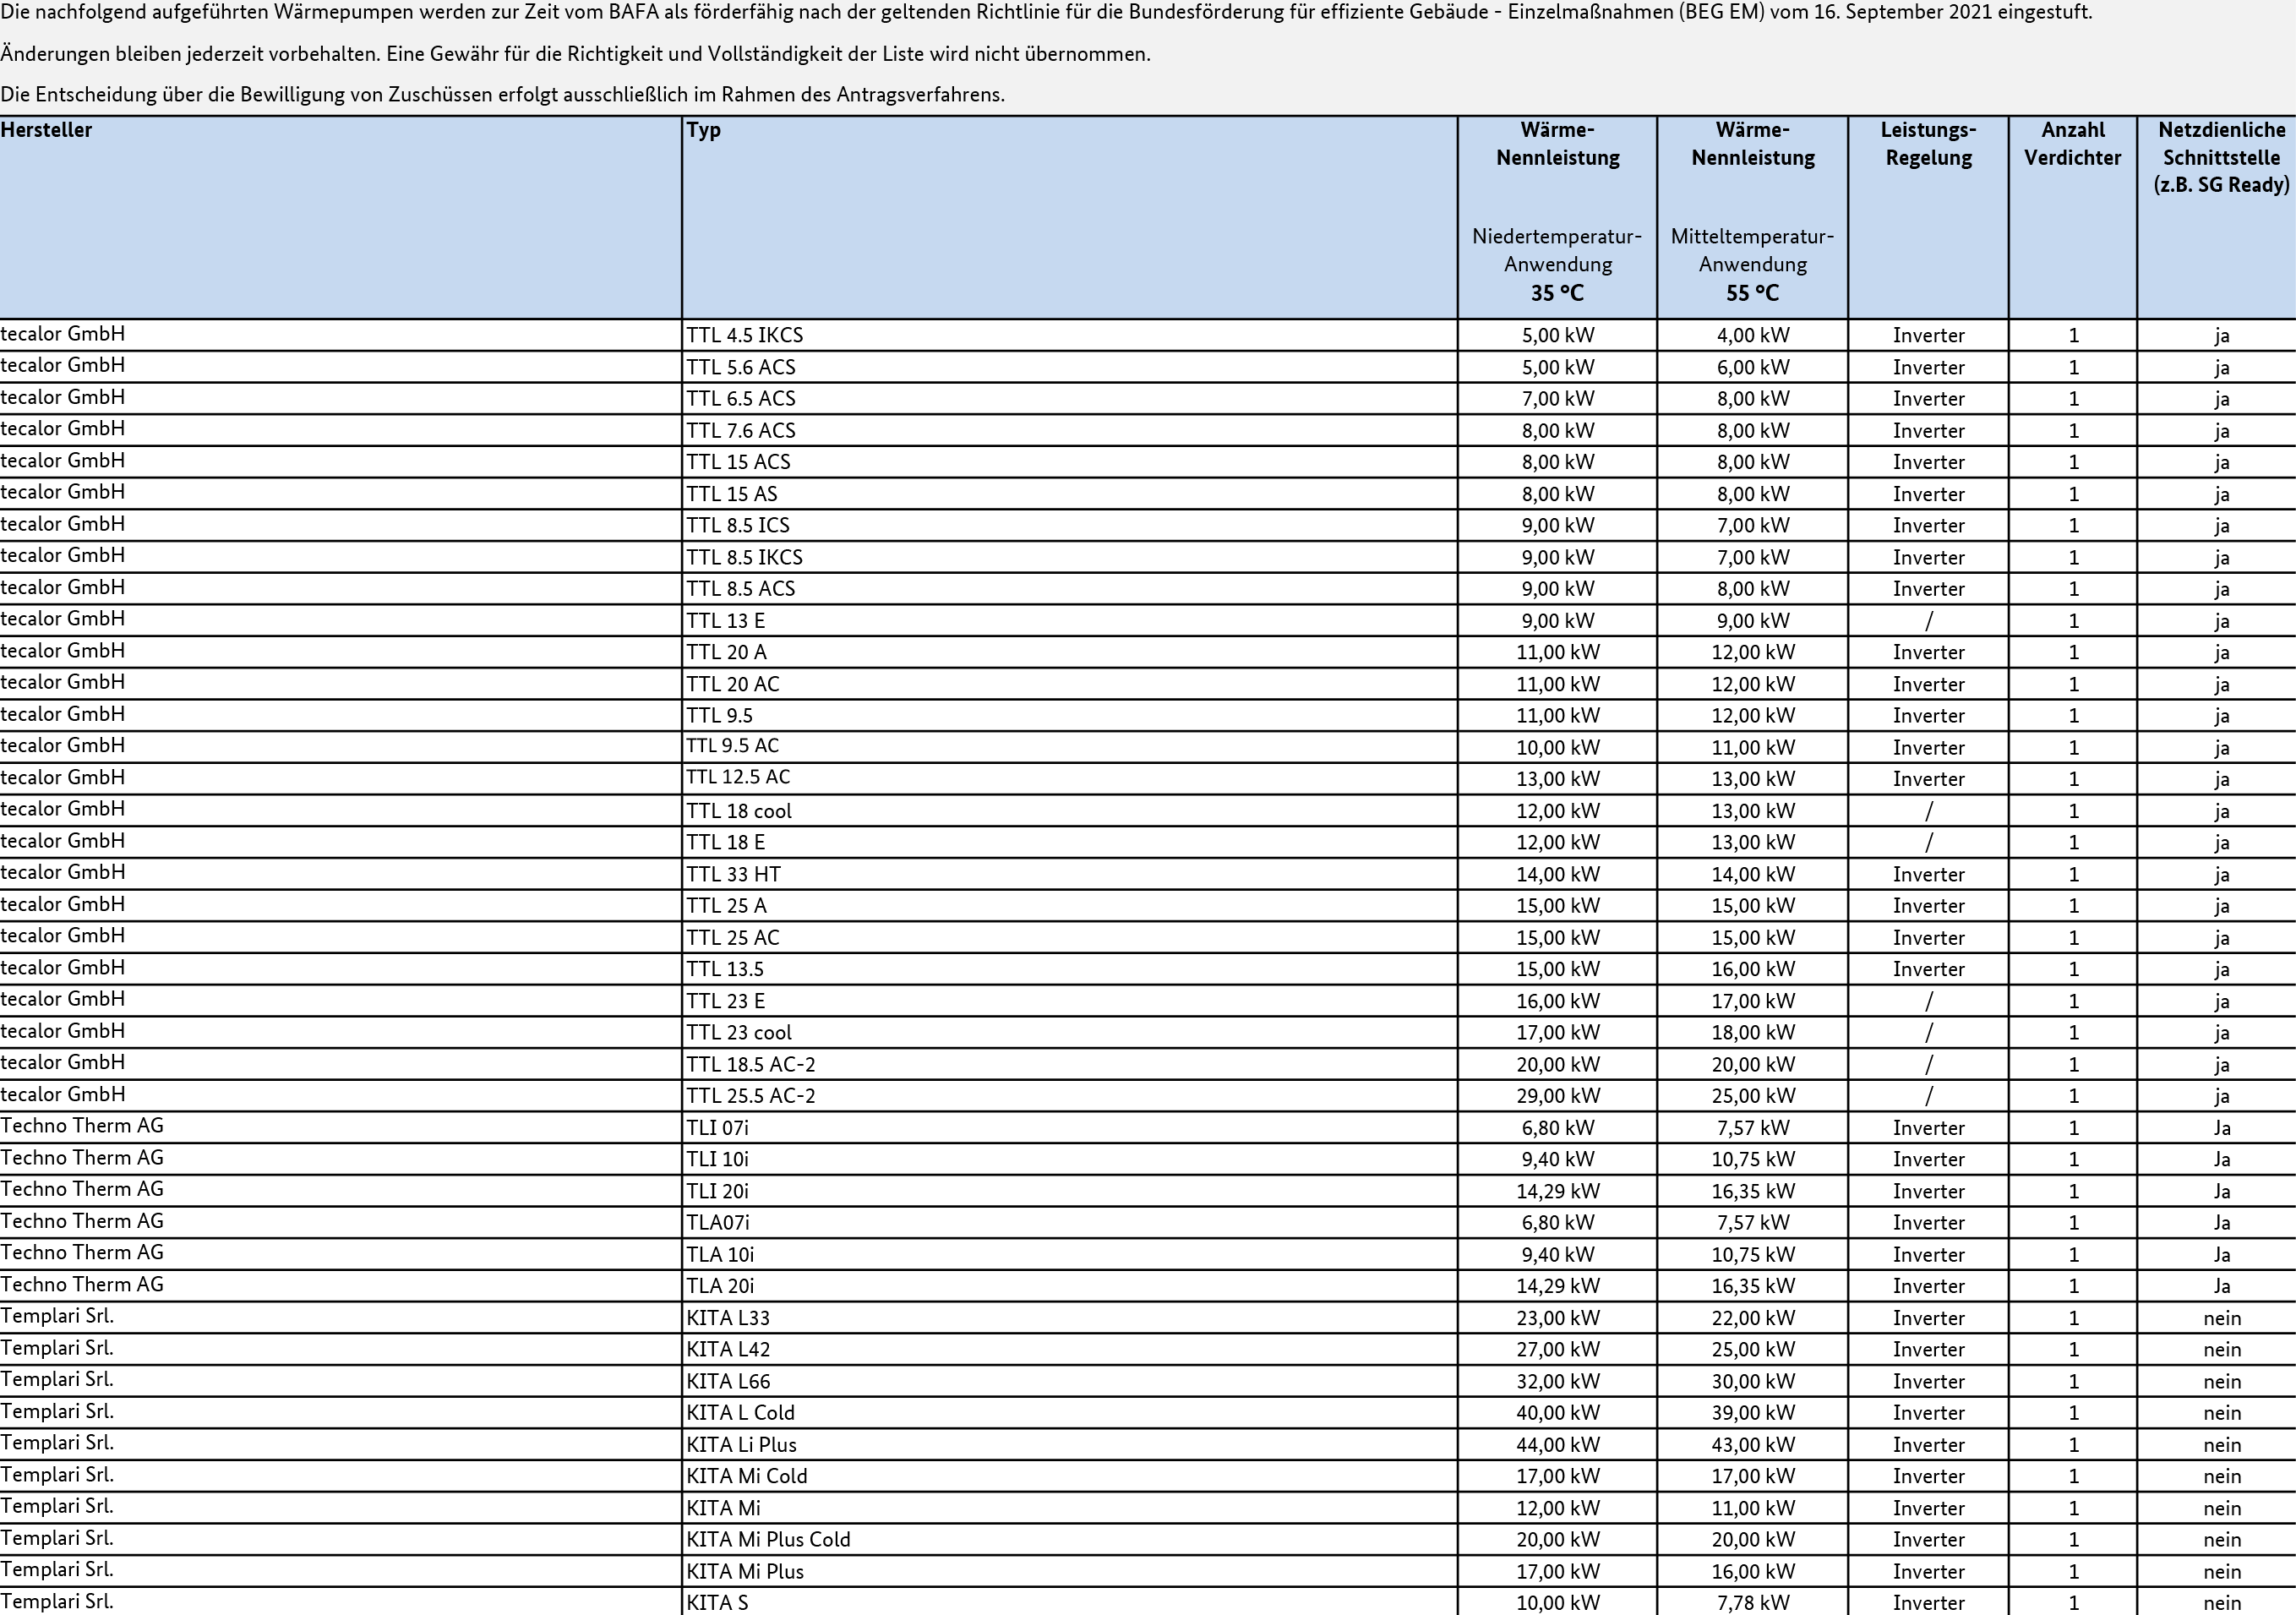 Die nachfolgend aufgeführten Wärmepumpen werden zur Zeit vom BAFA als förderfähig nach der geltenden Richtlinie für die Bundesförderung für effiziente Gebäude - Einzelmaßnahmen (BEG EM) vom 16. September 2021 eingestuft.
Änderungen bleiben jederzeit vorbehalten. Eine Gewähr für die Richtigkeit und Vollständigkeit der Liste wird nicht übernommen.
Die Entscheidung über die Bewilligung von Zuschüssen erfolgt ausschließlich im Rahmen des Antragsverfahrens.
Hersteller Typ Wärme- Wärme- Leistungs- Anzahl Netzdienliche
Nennleistung Nennleistung Regelung Verdichter Schnittstelle
(z.B. SG Ready)
Niedertemperatur- Mitteltemperatur-
Anwendung Anwendung
35 °C 55 °C
tecalor GmbH TTL 4.5 IKCS 5,00 kW 4,00 kW Inverter 1 ja
tecalor GmbH TTL 5.6 ACS 5,00 kW 6,00 kW Inverter 1 ja
tecalor GmbH TTL 6.5 ACS 7,00 kW 8,00 kW Inverter 1 ja
tecalor GmbH TTL 7.6 ACS 8,00 kW 8,00 kW Inverter 1 ja
tecalor GmbH TTL 15 ACS 8,00 kW 8,00 kW Inverter 1 ja
tecalor GmbH TTL 15 AS 8,00 kW 8,00 kW Inverter 1 ja
tecalor GmbH TTL 8.5 ICS 9,00 kW 7,00 kW Inverter 1 ja
tecalor GmbH TTL 8.5 IKCS 9,00 kW 7,00 kW Inverter 1 ja
tecalor GmbH TTL 8.5 ACS 9,00 kW 8,00 kW Inverter 1 ja
tecalor GmbH TTL 13 E 9,00 kW 9,00 kW / 1 ja
tecalor GmbH TTL 20 A 11,00 kW 12,00 kW Inverter 1 ja
tecalor GmbH TTL 20 AC 11,00 kW 12,00 kW Inverter 1 ja
tecalor GmbH TTL 9.5 11,00 kW 12,00 kW Inverter 1 ja
tecalor GmbH TTL 9.5 AC 10,00 kW 11,00 kW Inverter 1 ja
tecalor GmbH TTL 12.5 AC 13,00 kW 13,00 kW Inverter 1 ja
tecalor GmbH TTL 18 cool 12,00 kW 13,00 kW / 1 ja
tecalor GmbH TTL 18 E 12,00 kW 13,00 kW / 1 ja
tecalor GmbH TTL 33 HT 14,00 kW 14,00 kW Inverter 1 ja
tecalor GmbH TTL 25 A 15,00 kW 15,00 kW Inverter 1 ja
tecalor GmbH TTL 25 AC 15,00 kW 15,00 kW Inverter 1 ja
tecalor GmbH TTL 13.5 15,00 kW 16,00 kW Inverter 1 ja
tecalor GmbH TTL 23 E 16,00 kW 17,00 kW / 1 ja
tecalor GmbH TTL 23 cool 17,00 kW 18,00 kW / 1 ja
tecalor GmbH TTL 18.5 AC-2 20,00 kW 20,00 kW / 1 ja
tecalor GmbH TTL 25.5 AC-2 29,00 kW 25,00 kW / 1 ja
Techno Therm AG TLI 07i 6,80 kW 7,57 kW Inverter 1 Ja
Techno Therm AG TLI 10i 9,40 kW 10,75 kW Inverter 1 Ja
Techno Therm AG TLI 20i 14,29 kW 16,35 kW Inverter 1 Ja
Techno Therm AG TLA07i 6,80 kW 7,57 kW Inverter 1 Ja
Techno Therm AG TLA 10i 9,40 kW 10,75 kW Inverter 1 Ja
Techno Therm AG TLA 20i 14,29 kW 16,35 kW Inverter 1 Ja
Templari Srl. KITA L33 23,00 kW 22,00 kW Inverter 1 nein
Templari Srl. KITA L42 27,00 kW 25,00 kW Inverter 1 nein
Templari Srl. KITA L66 32,00 kW 30,00 kW Inverter 1 nein
Templari Srl. KITA L Cold 40,00 kW 39,00 kW Inverter 1 nein
Templari Srl. KITA Li Plus 44,00 kW 43,00 kW Inverter 1 nein
Templari Srl. KITA Mi Cold 17,00 kW 17,00 kW Inverter 1 nein
Templari Srl. KITA Mi 12,00 kW 11,00 kW Inverter 1 nein
Templari Srl. KITA Mi Plus Cold 20,00 kW 20,00 kW Inverter 1 nein
Templari Srl. KITA Mi Plus 17,00 kW 16,00 kW Inverter 1 nein
Templari Srl. KITA S 10,00 kW 7,78 kW Inverter 1 nein